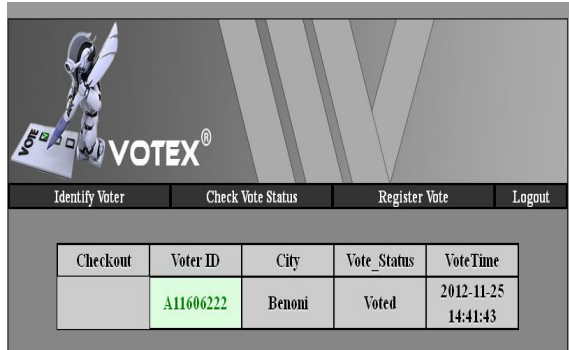 VOTE
VOTEX®
Identify Voter Check Vote Status Register Vote Logout
Checkout Voter ID City Vote_Status VoteTime
A11606222 Benoni Voted 2012-11-25
14:41:43